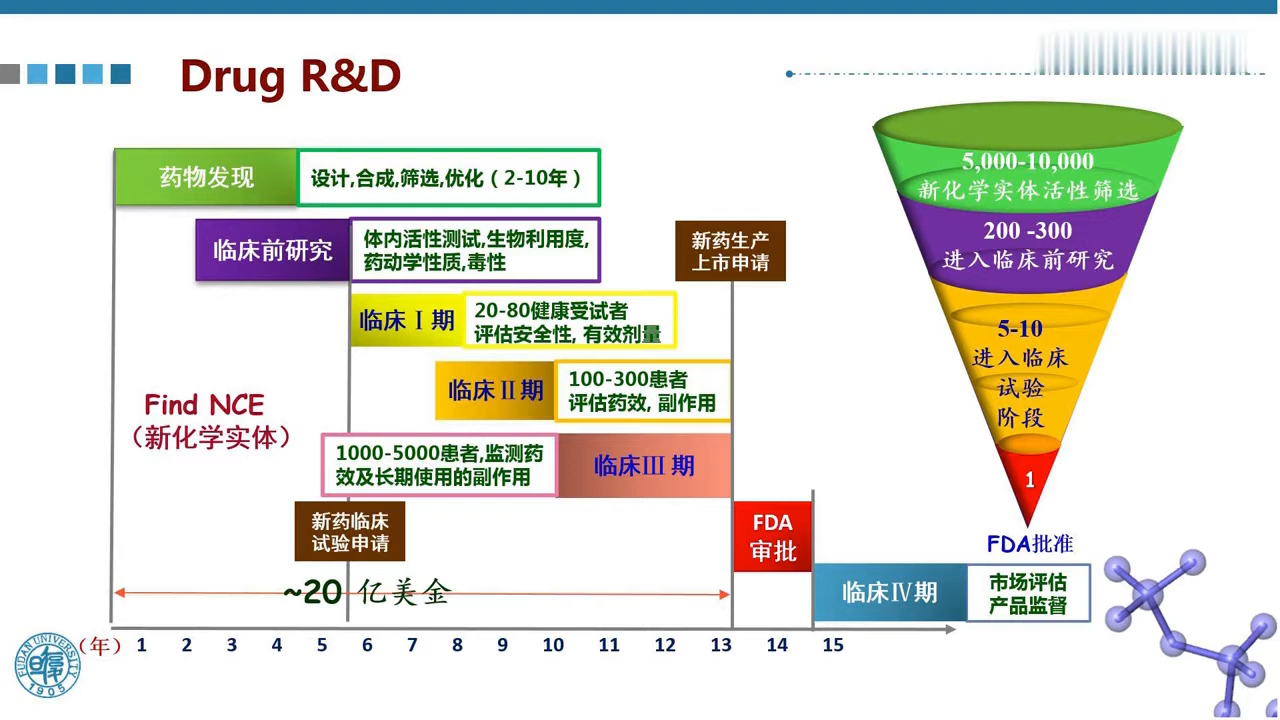 Drug R&D
药物发现
设计,合成,筛选,优化（2-10年）
临床前研究
体内活性测试,生物利用度,
药动学性质,毒性
新药生产
上市申请
临床Ⅰ期
20-80健康受试者
评估安全性, 有效剂量
临床Ⅱ期
100-300患者
评估药效, 副作用
Find NCE
（新化学实体）
1000-5000患者,监测药
效及长期使用的副作用
临床Ⅲ期
新药临床
试验申请
FDA
审批
~20 亿美金
临床Ⅳ期
市场评估
产品监督
（年） 1 2 3 4 5 6 7 8 9 10 11 12 13 14 15
5,000-10,000
新化学实体活性筛选
200 -300
进入临床前研究
5-10
进入临床
试验
阶段
1
FDA批准
FUDAN UNIVERSITY
1905